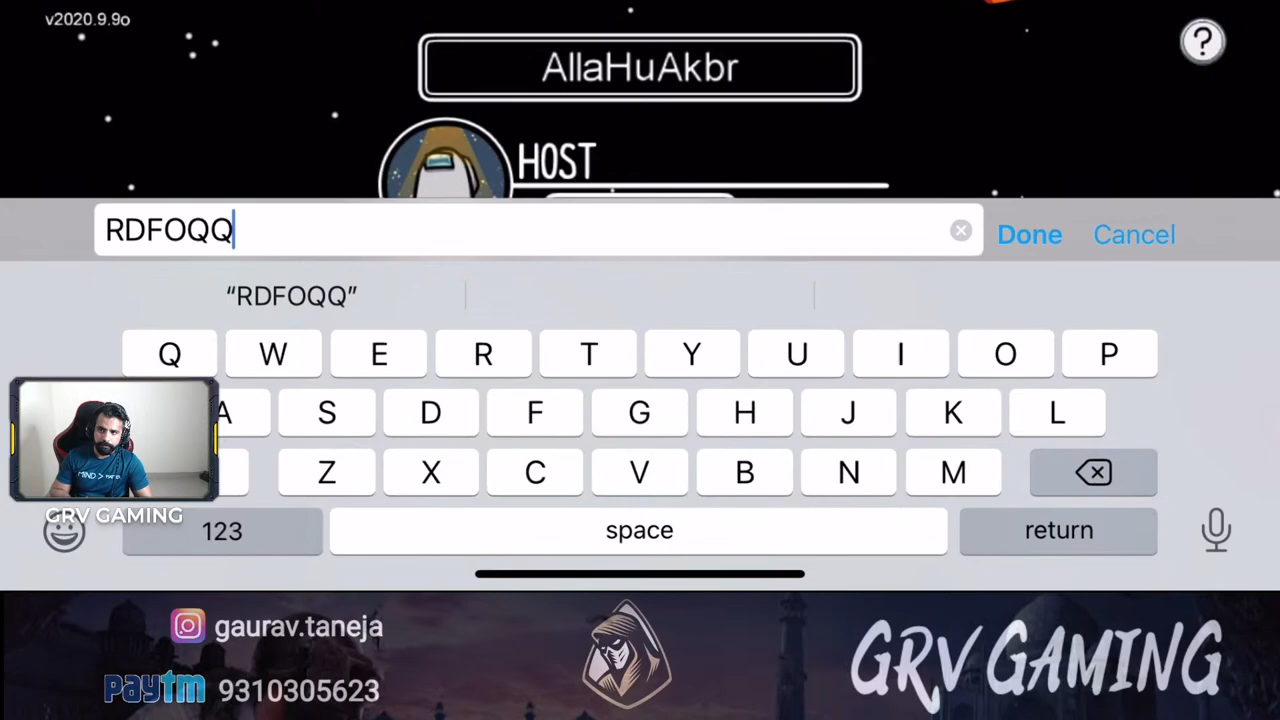 v2020.9.9o
?
AllaHuAkbr
HOST
RDFOQQ
Done Cancel
“RDFOQQ”
Q W E R T Y U I O P
A S D F G H J K L
Z X C V B N M
123 space return
GRV GAMING
gaurav.taneja
paytm 9310305623
GRV GAMING